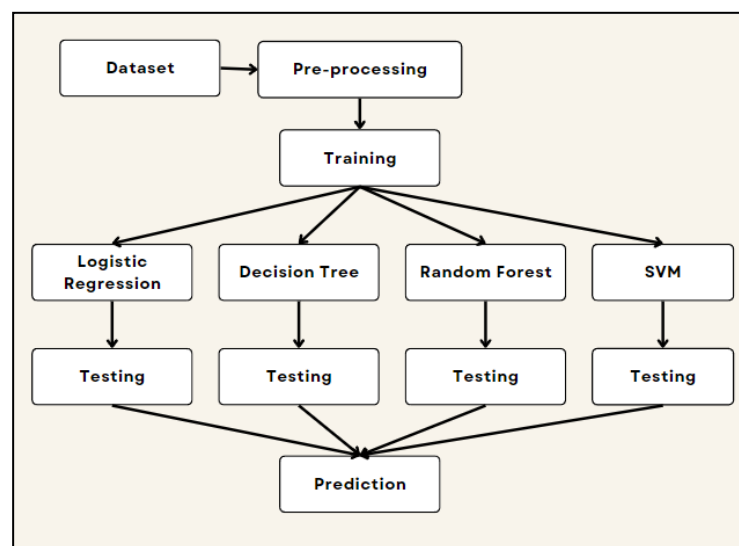 Dataset
Pre-processing
Training
Logistic
Regression
Decision Tree
Random Forest
SVM
Testing
Testing
Testing
Testing
Prediction